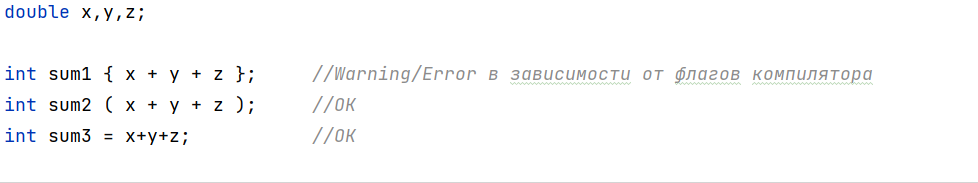 double x,y,z;
int sum1 { x + y + z }; //Warning/Error в зависимости от флагов компилятора
int sum2 ( x + y + z ); //OK
int sum3 = x+y+z; //OK